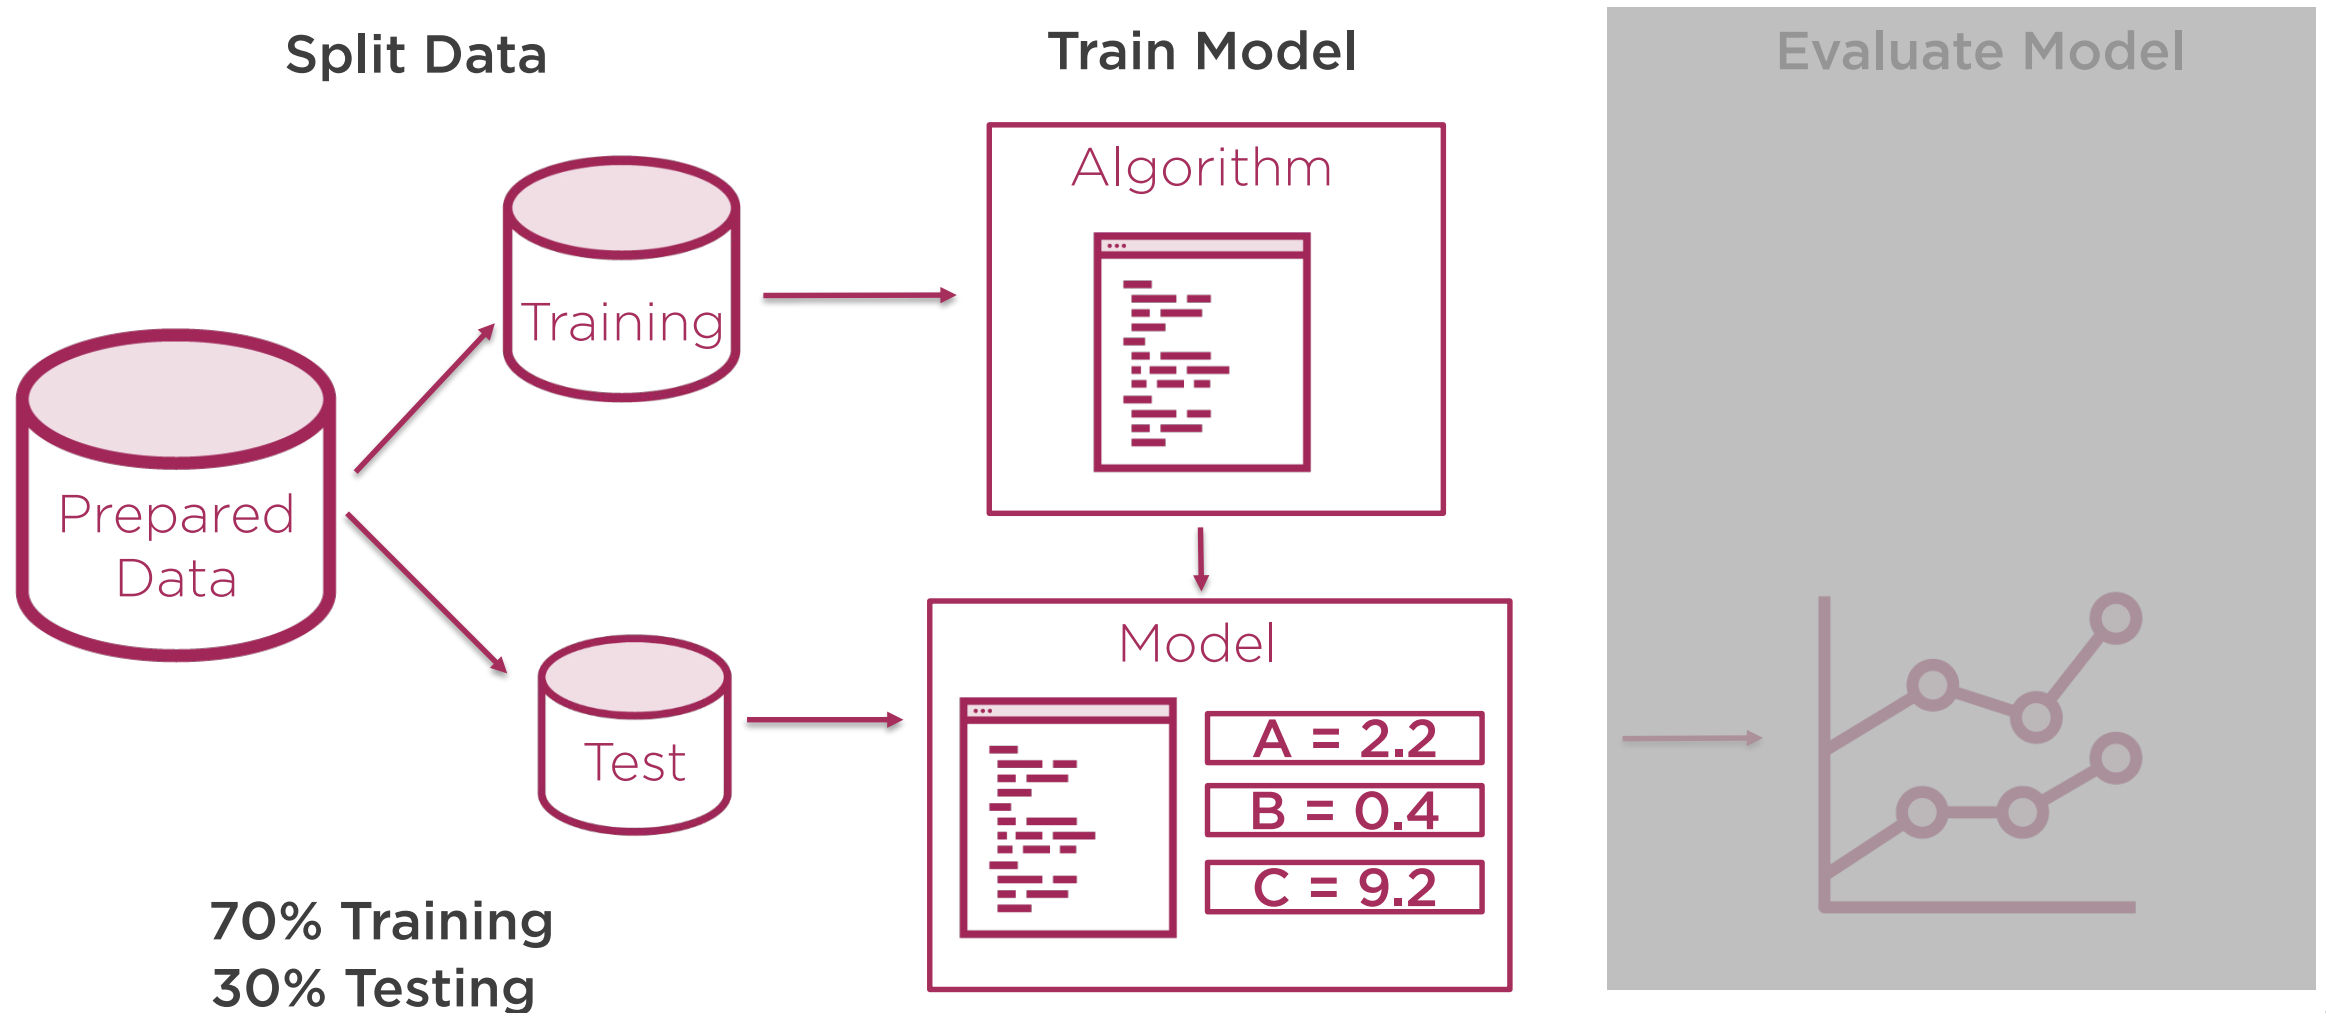 Split Data
Train Model
Evaluate Model
Prepared
Data
Training
Test
Algorithm
Model
A = 2.2
B = 0.4
C = 9.2
70% Training
30% Testing